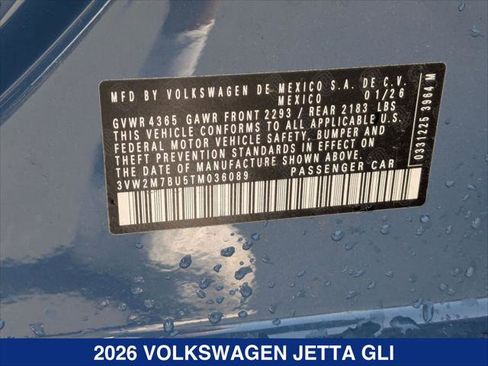 MFD BY VOLKSWAGEN DE MEXICO S.A. DE C.V.
MEXICO 01/26
GVWR 4365 GAWR FRONT 2293 / REAR 2183 LBS
THIS VEHICLE CONFORMS TO ALL APPLICABLE U.S.
FEDERAL MOTOR VEHICLE SAFETY, BUMPER AND
THEFT PREVENTION STANDARDS IN EFFECT ON
THE DATE OF MANUFACTURE SHOWN ABOVE.
3VW2M7BU5TM036089 PASSENGER CAR
0331225 3964 M
2026 VOLKSWAGEN JETTA GLI